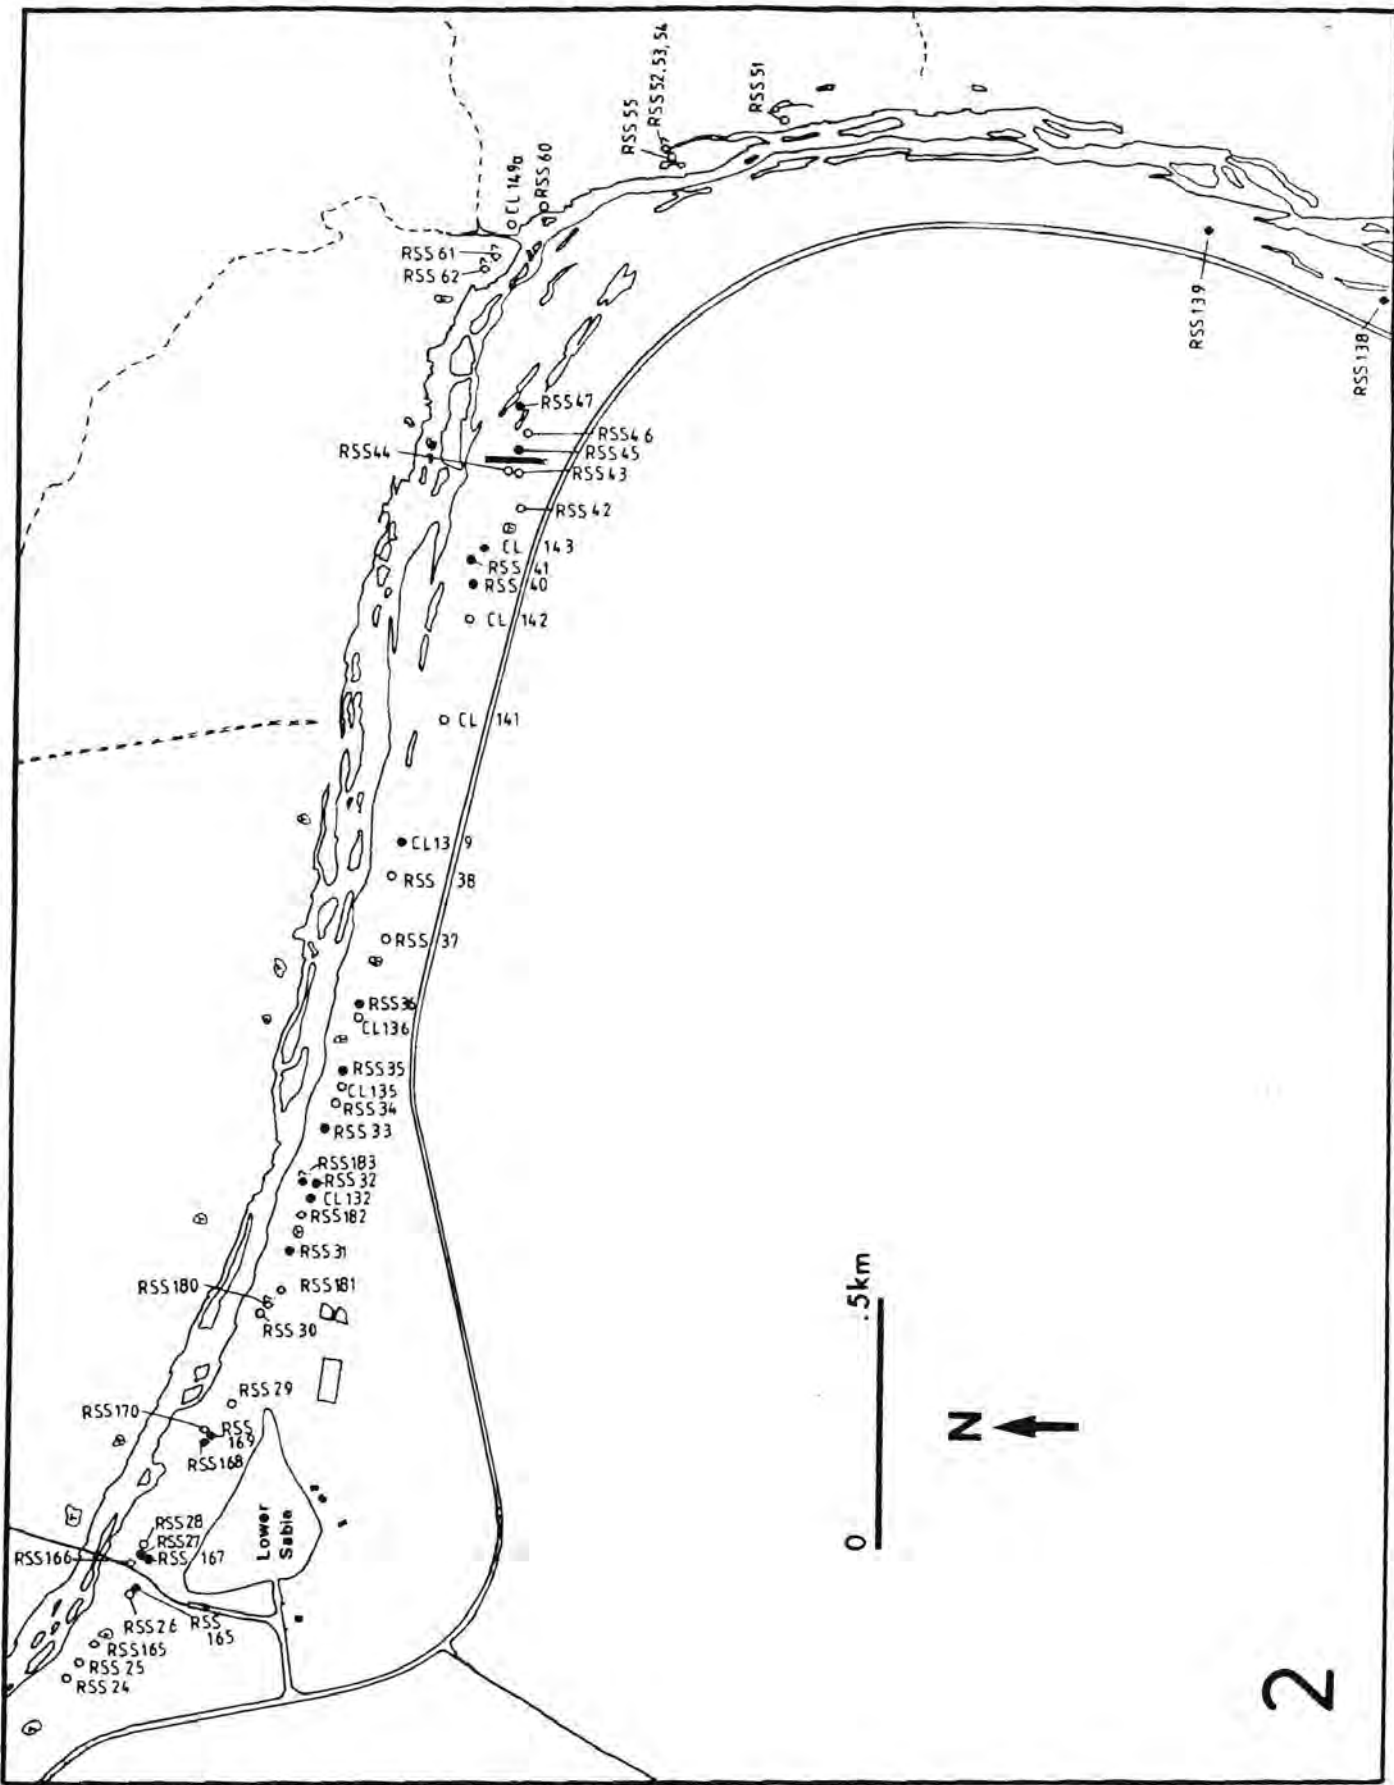 RSS 51
RSS 52, 53, 54
RSS 55
CL 149a
RSS 60
RSS 61
RSS 62
RSS 139
RSS 138
RSS 47
RSS 46
RSS 44
RSS 45
RSS 43
RSS 42
CL 143
RSS 41
RSS 40
CL 142
CL 141
CL 139
RSS 38
RSS 37
RSS 36
CL 136
RSS 35
CL 135
RSS 34
RSS 33
RSS 183
RSS 32
CL 132
RSS 182
RSS 31
RSS 181
RSS 180
RSS 30
.5km
0
RSS 29
RSS 170
RSS
169
RSS 168
N
Lower
Sabie
RSS 28
RSS 27
RSS 166
RSS 167
RSS 26
RSS
165
RSS 165
RSS 25
RSS 24
2